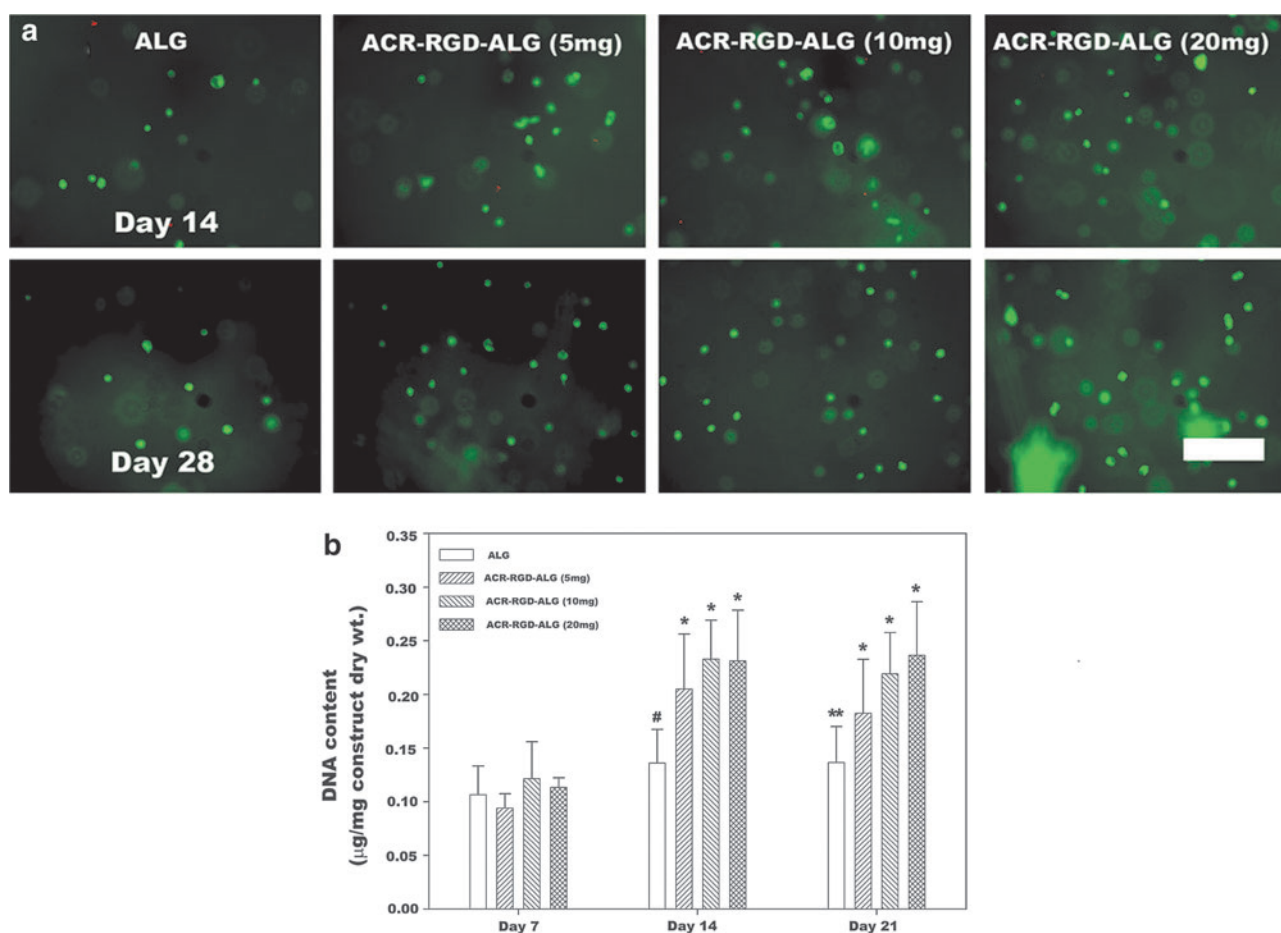 a
ALG
ACR-RGD-ALG (5mg)
ACR-RGD-ALG (10mg)
ACR-RGD-ALG (20mg)
Day 14
Day 28
b
DNA content
(μg/mg construct dry wt.)
0.35
0.30
0.25
0.20
0.15
0.10
0.05
0.00
ALG
ACR-RGD-ALG (5mg)
ACR-RGD-ALG (10mg)
ACR-RGD-ALG (20mg)
# * * *
** * * *
Day 7
Day 14
Day 21